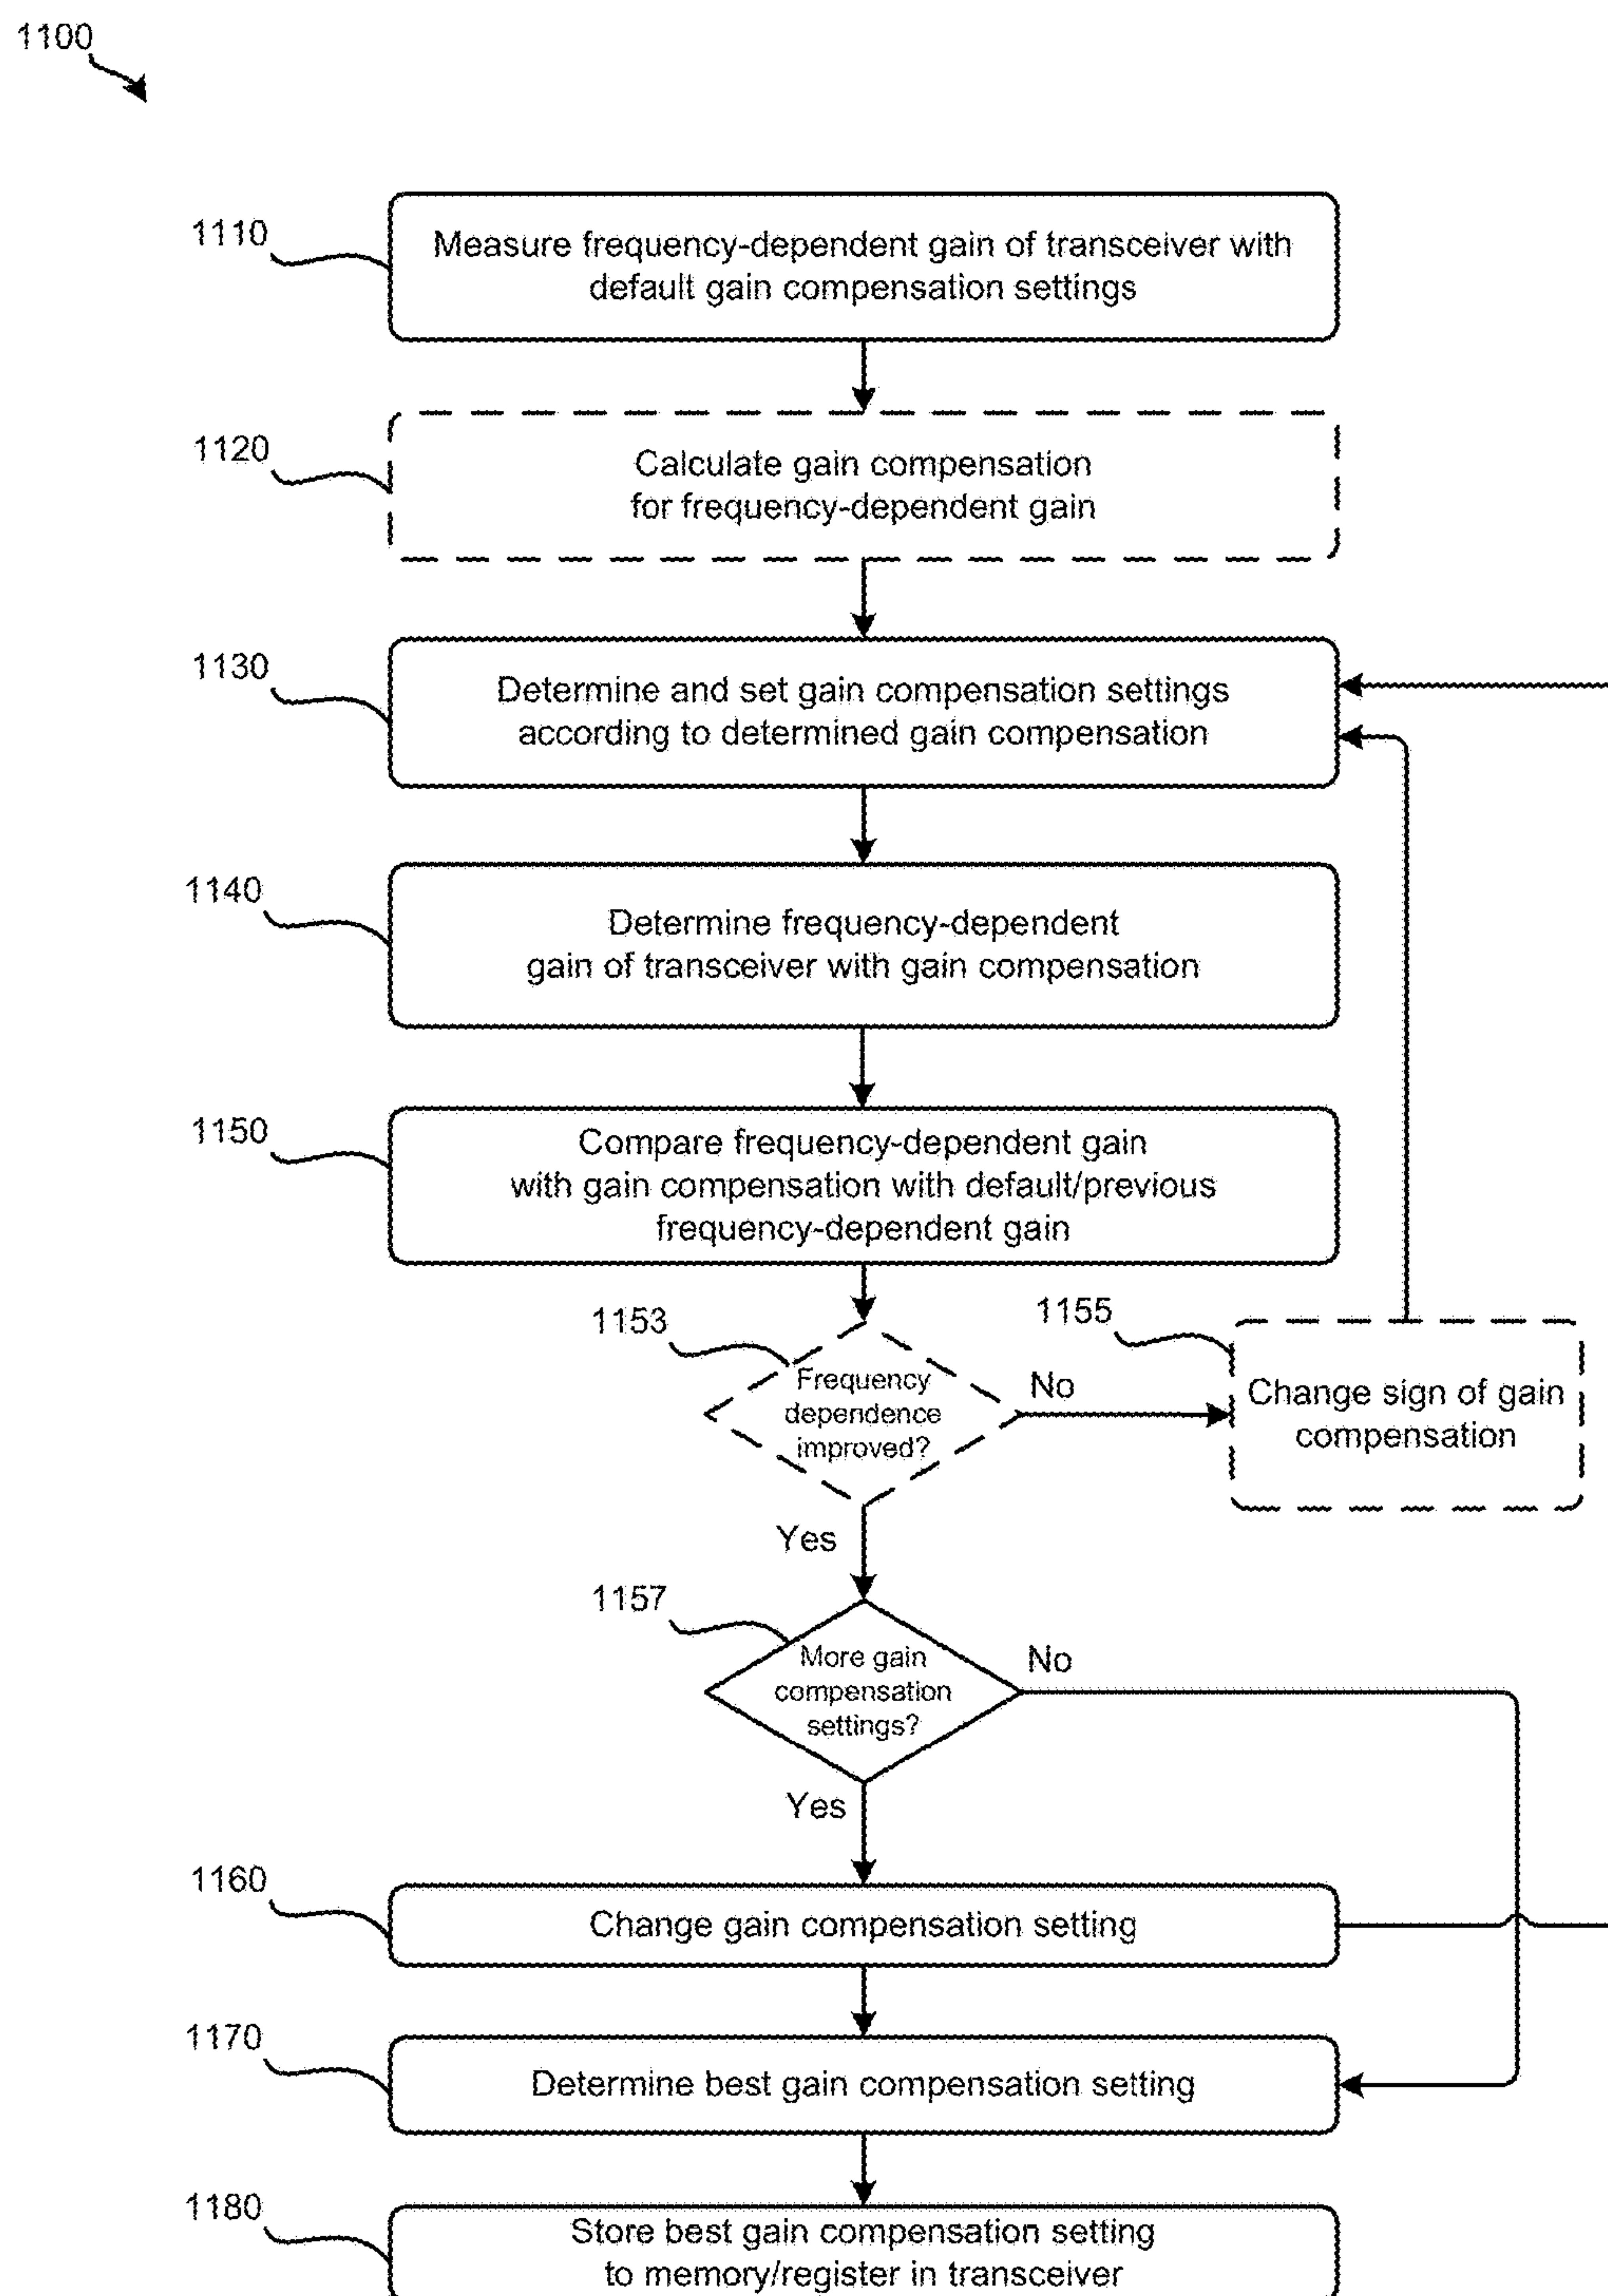 1100
1110
Measure frequency-dependent gain of transceiver with
default gain compensation settings
1120
Calculate gain compensation
for frequency-dependent gain
1130
Determine and set gain compensation settings
according to determined gain compensation
1140
Determine frequency-dependent
gain of transceiver with gain compensation
1150
Compare frequency-dependent gain
with gain compensation with default/previous
frequency-dependent gain
1153
Frequency
dependence
improved?
No
1155
Change sign of gain
compensation
Yes
1157
More gain
compensation
settings?
No
Yes
1160
Change gain compensation setting
1170
Determine best gain compensation setting
1180
Store best gain compensation setting
to memory/register in transceiver